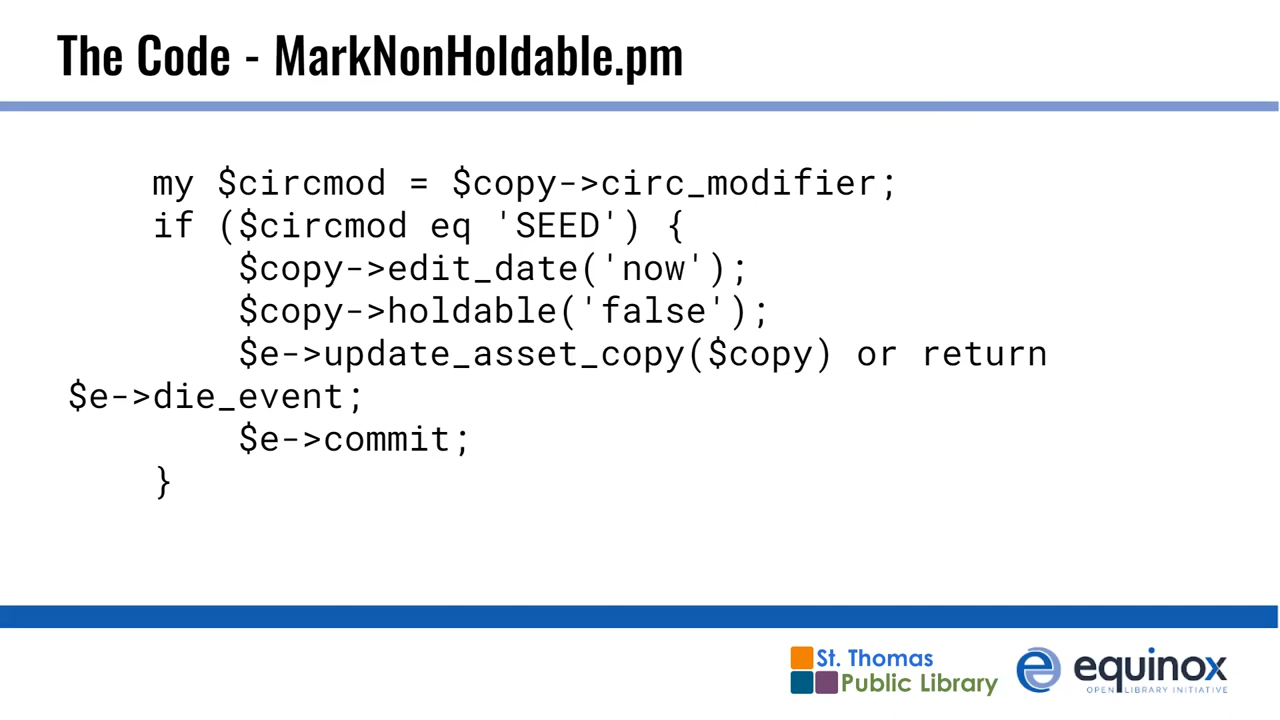 The Code - MarkNonHoldable.pm
my $circmod = $copy->circ_modifier;
if ($circmod eq 'SEED') {
$copy->edit_date('now');
$copy->holdable('false');
$e->update_asset_copy($copy) or return
$e->die_event;
$e->commit;
}
St. Thomas
Public Library
equinox
OPEN LIBRARY INITIATIVE